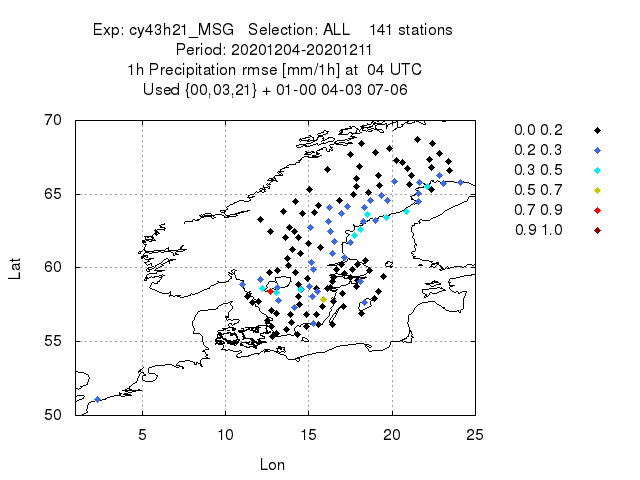 Exp: cy43h21_MSG Selection: ALL 141 stations
Period: 20201204-20201211
1h Precipitation rmse [mm/1h] at 04 UTC
Used {00,03,21} + 01-00 04-03 07-06
70
65
60
55
50
Lat
5
10
15
20
25
Lon
0.0 0.2
0.2 0.3
0.3 0.5
0.5 0.7
0.7 0.9
0.9 1.0